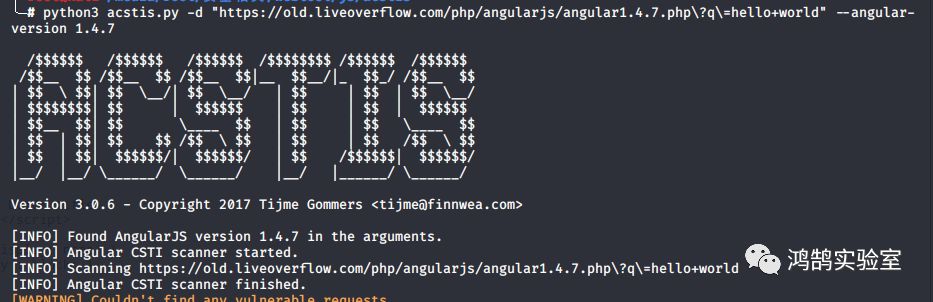 # python3 acstis.py -d "https://old.liveoverflow.com/php/angularjs/angular1.4.7.php\?q\=hello+world" --angular-
version 1.4.7
ACSTIS
Version 3.0.6 - Copyright 2017 Tijme Gommers <tijme@finnwea.com>
</script>
[INFO] Found AngularJS version 1.4.7 in the arguments.
[INFO] Angular CSTI scanner started.
[INFO] Scanning https://old.liveoverflow.com/php/angularjs/angular1.4.7.php\?q\=hello+world
鸿鹄实验室
[INFO] Angular CSTI scanner finished.
[WARNING] Couldn't find any vulnerable requests.